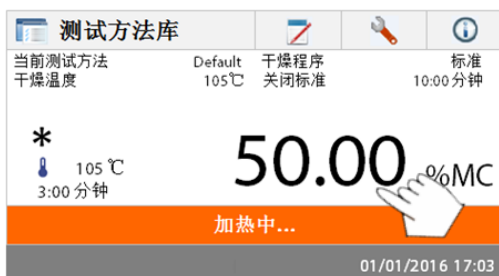 测试方法库
当前测试方法 Default 干燥程序 标准
干燥温度 105℃ 关闭标准 10:00 分钟
*
105 ℃
50.00 %MC
3:00 分钟
加热中...
01/01/2016 17:03